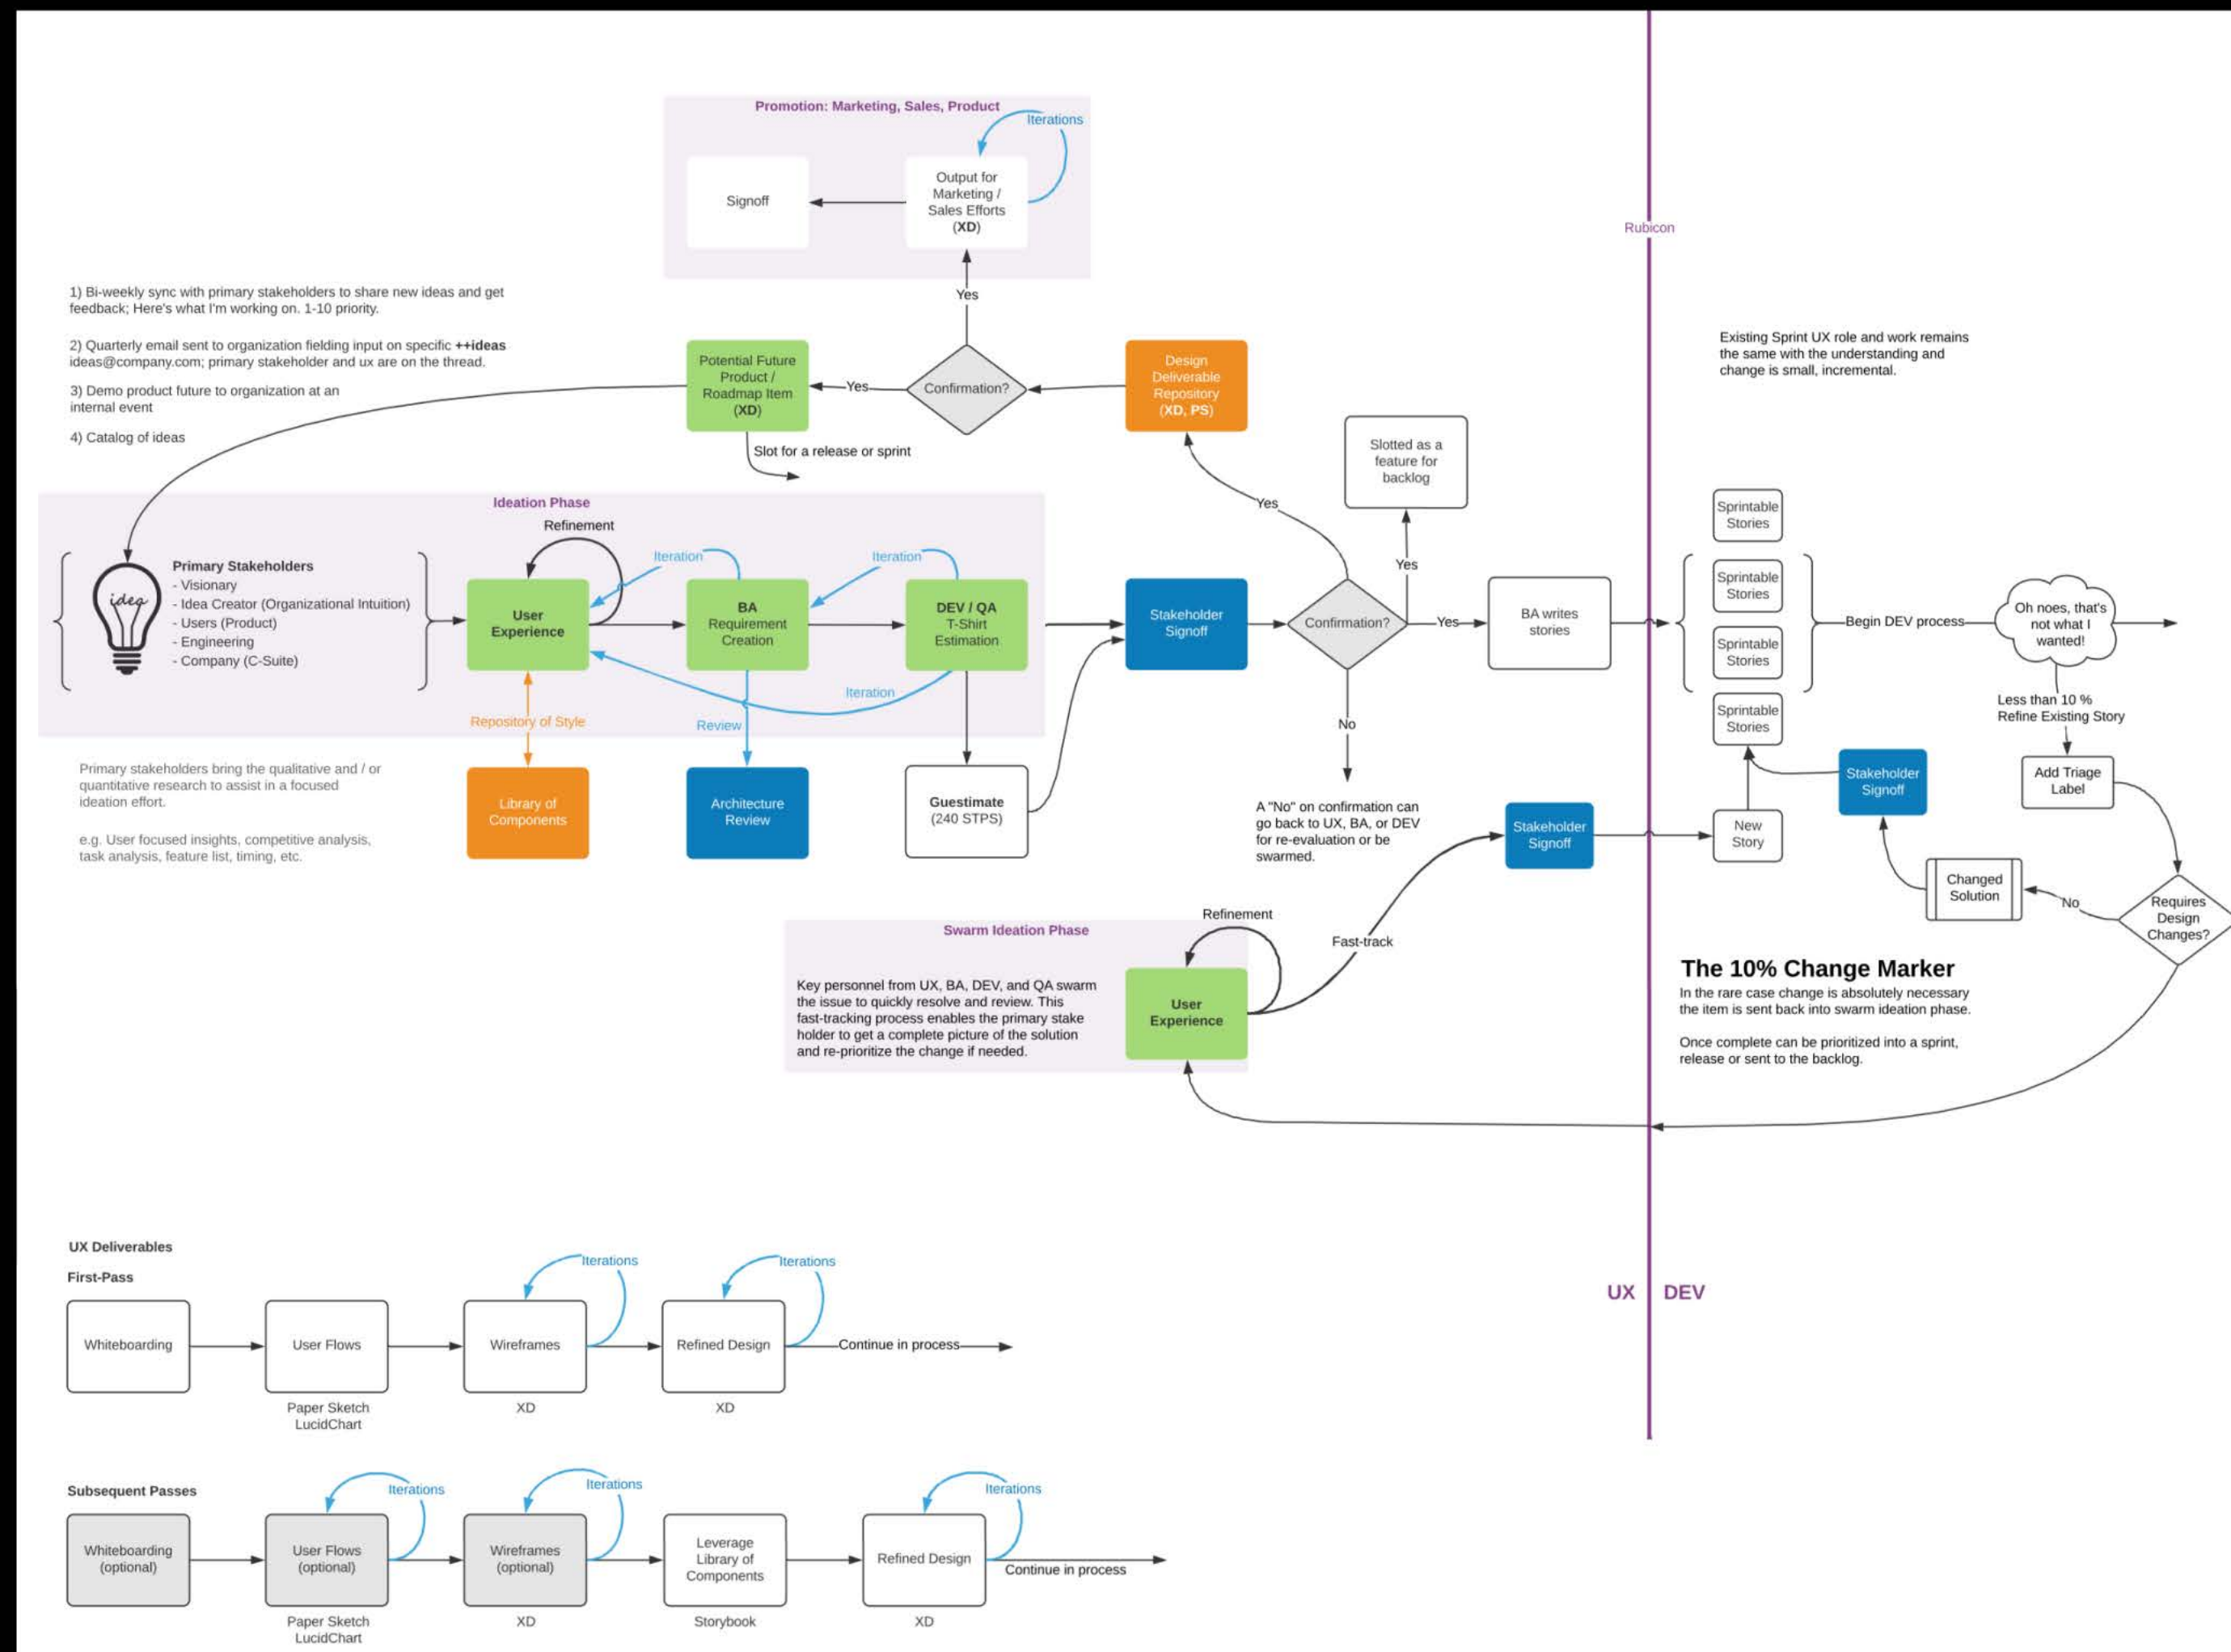 Promotion: Marketing, Sales, Product
Iterations
Signoff
Output for
Marketing /
Sales Efforts
(XD)
Rubicon
Yes
1) Bi-weekly sync with primary stakeholders to share new ideas and get
feedback; Here's what I'm working on. 1-10 priority.
2) Quarterly email sent to organization fielding input on specific ++ideas
ideas@company.com; primary stakeholder and ux are on the thread.
3) Demo product future to organization at an
internal event
4) Catalog of ideas
Potential Future
Product /
Roadmap Item
(XD)
Yes
Confirmation?
Design
Deliverable
Repository
(XD, PS)
Slot for a release or sprint
Existing Sprint UX role and work remains
the same with the understanding and
change is small, incremental.
Slotted as a
feature for
backlog
Yes
Yes
Ideation Phase
Refinement
Iteration
Iteration
idea
Primary Stakeholders
- Visionary
- Idea Creator (Organizational Intuition)
- Users (Product)
- Engineering
- Company (C-Suite)
User
Experience
BA
Requirement
Creation
DEV / QA
T-Shirt
Estimation
Iteration
Repository of Style
Review
Stakeholder
Signoff
Confirmation?
Yes
BA writes
stories
No
Sprintable
Stories
Sprintable
Stories
Sprintable
Stories
Sprintable
Stories
Begin DEV process
Oh noes, that's
not what I
wanted!
Less than 10 %
Refine Existing Story
Primary stakeholders bring the qualitative and / or
quantitative research to assist in a focused
ideation effort.
e.g. User focused insights, competitive analysis,
task analysis, feature list, timing, etc.
Library of
Components
Architecture
Review
Guestimate
(240 STPS)
A "No" on confirmation can
go back to UX, BA, or DEV
for re-evaluation or be
swarmed.
Stakeholder
Signoff
New
Story
Stakeholder
Signoff
Add Triage
Label
Changed
Solution
No
Requires
Design
Changes?
Swarm Ideation Phase
Refinement
Fast-track
Key personnel from UX, BA, DEV, and QA swarm
the issue to quickly resolve and review. This
fast-tracking process enables the primary stake
holder to get a complete picture of the solution
and re-prioritize the change if needed.
User
Experience
The 10% Change Marker
In the rare case change is absolutely necessary
the item is sent back into swarm ideation phase.
Once complete can be prioritized into a sprint,
release or sent to the backlog.
UX DEV
UX Deliverables
First-Pass
Iterations
Iterations
Whiteboarding
User Flows
Wireframes
Refined Design
Continue in process
Paper Sketch
LucidChart
XD
XD
Subsequent Passes
Iterations
Iterations
Iterations
Whiteboarding
(optional)
User Flows
(optional)
Wireframes
(optional)
Leverage
Library of
Components
Refined Design
Continue in process
Paper Sketch
LucidChart
XD
Storybook
XD